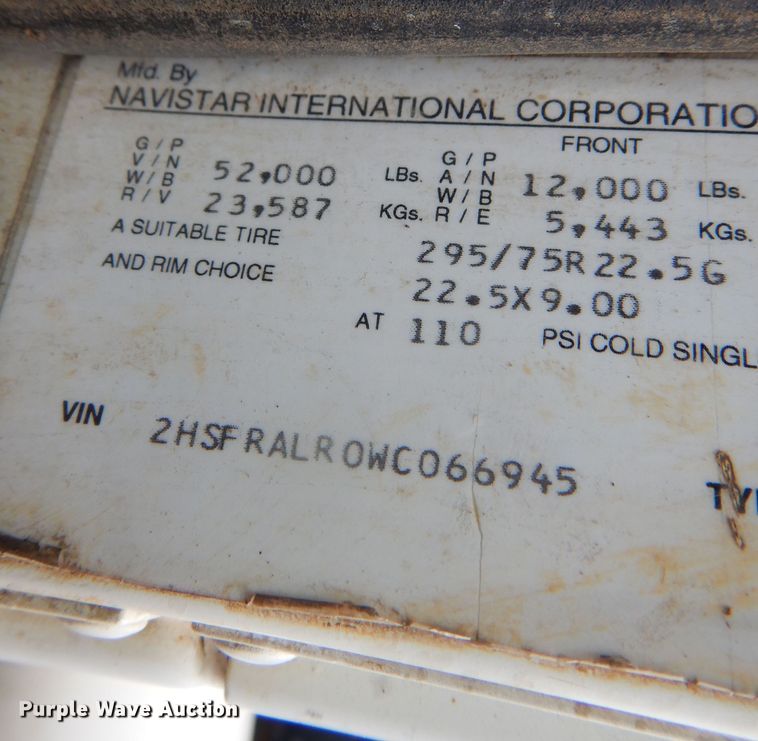 Mfd. By
NAVISTAR INTERNATIONAL CORPORATIO
FRONT
G/P
V/N
W/B
R/V
52,000 LBs.
23,587 KGs.
G/P
A/N
W/B
R/E
12,000 LBs.
5,443 KGs.
A SUITABLE TIRE
AND RIM CHOICE
295/75R22.5G
22.5X9.00
AT 110 PSI COLD SINGL
VIN 2HSFRALR0WC066945
TY
Purple Wave Auction